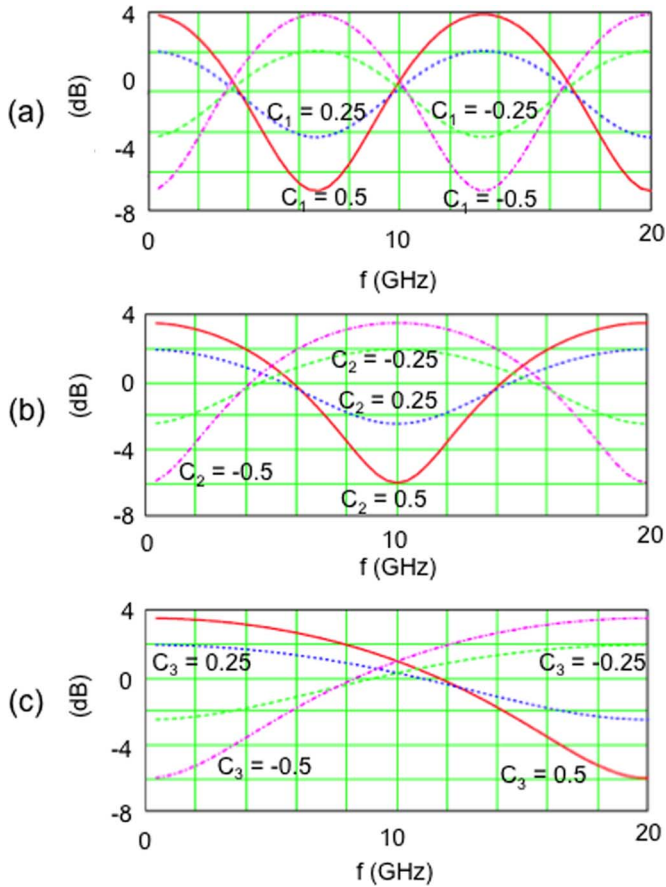 4
0
(dB)
(a)
C1 = 0.25
C1 = -0.25
-4
C1 = 0.5
C1 = -0.5
-8
0
10
20
f (GHz)
4
C2 = -0.25
0
(dB)
(b)
C2 = 0.25
-4
C2 = -0.5
C2 = 0.5
-8
0
10
20
f (GHz)
4
C3 = 0.25
C3 = -0.25
0
(dB)
(c)
-4
C3 = -0.5
C3 = 0.5
-8
0
10
20
f (GHz)